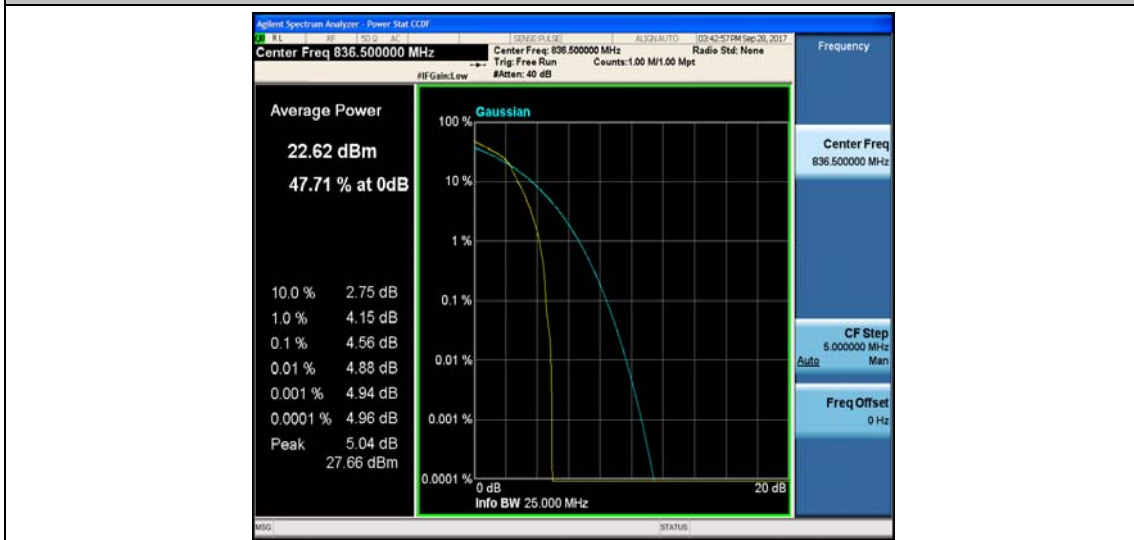 Agilent Spectrum Analyzer - Power Stat CCDF
RL RF 50 Ω AC SENSE:PULSE ALIGN AUTO 03:42:57 PM Sep 28, 2017
Center Freq 836.500000 MHz
Center Freq: 836.500000 MHz Radio Std: None
Trig: Free Run Counts:1.00 M/1.00 Mpt
#IFGain:Low #Atten: 40 dB
Frequency
Average Power
22.62 dBm
47.71 % at 0dB
10.0 % 2.75 dB
1.0 % 4.15 dB
0.1 % 4.56 dB
0.01 % 4.88 dB
0.001 % 4.94 dB
0.0001 % 4.96 dB
Peak 5.04 dB
27.66 dBm
Gaussian
100 %
10 %
1 %
0.1 %
0.01 %
0.001 %
0.0001 %
0 dB 20 dB
Info BW 25.000 MHz
Center Freq
836.500000 MHz
CF Step
5.000000 MHz
Auto Man
Freq Offset
0 Hz
MSG STATUS